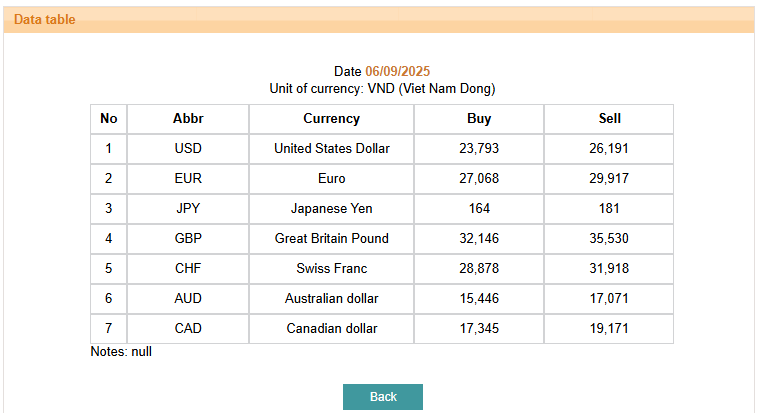 Data table
Date 06/09/2025
Unit of currency: VND (Viet Nam Dong)
No Abbr Currency Buy Sell
1 USD United States Dollar 23,793 26,191
2 EUR Euro 27,068 29,917
3 JPY Japanese Yen 164 181
4 GBP Great Britain Pound 32,146 35,530
5 CHF Swiss Franc 28,878 31,918
6 AUD Australian dollar 15,446 17,071
7 CAD Canadian dollar 17,345 19,171
Notes: null
Back